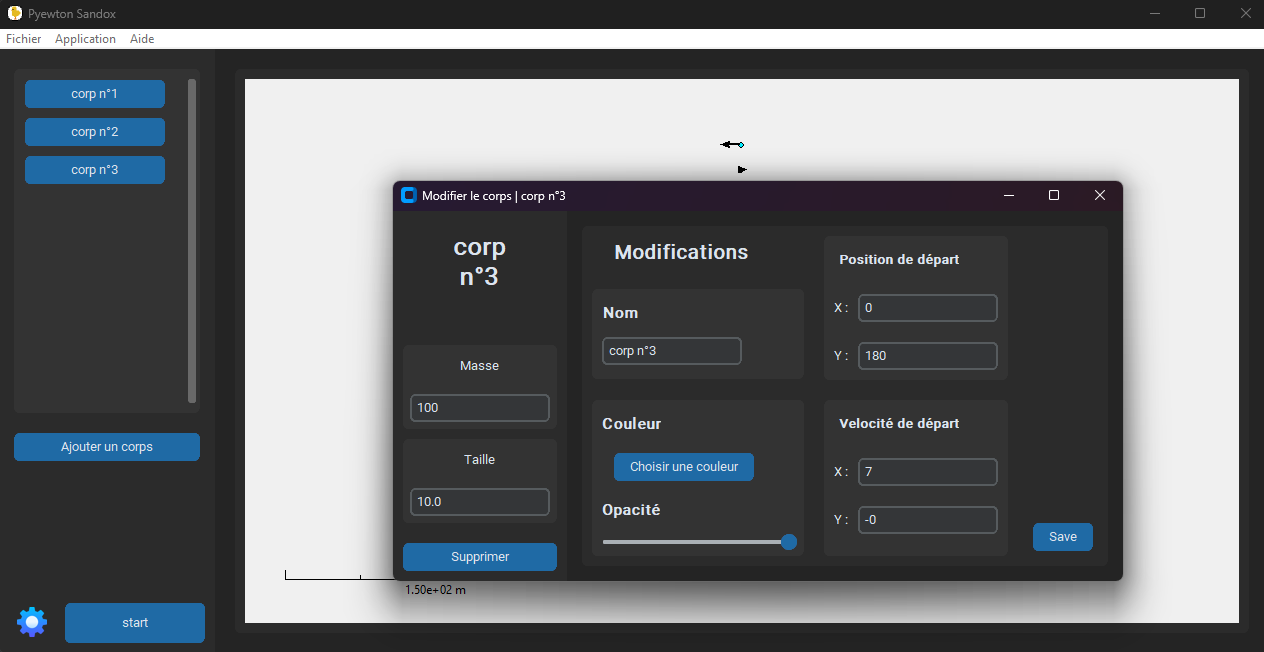 Pyewton Sandox
Fichier Application Aide
corp n°1
corp n°2
corp n°3
Ajouter un corps
start
1.50e+02 m
Modifier le corps | corp n°3
corp
n°3
Masse
100
Taille
10.0
Supprimer
Modifications
Nom
corp n°3
Couleur
Choisir une couleur
Opacité
Position de départ
X : 0
Y : 180
Velocité de départ
X : 7
Y : -0
Save